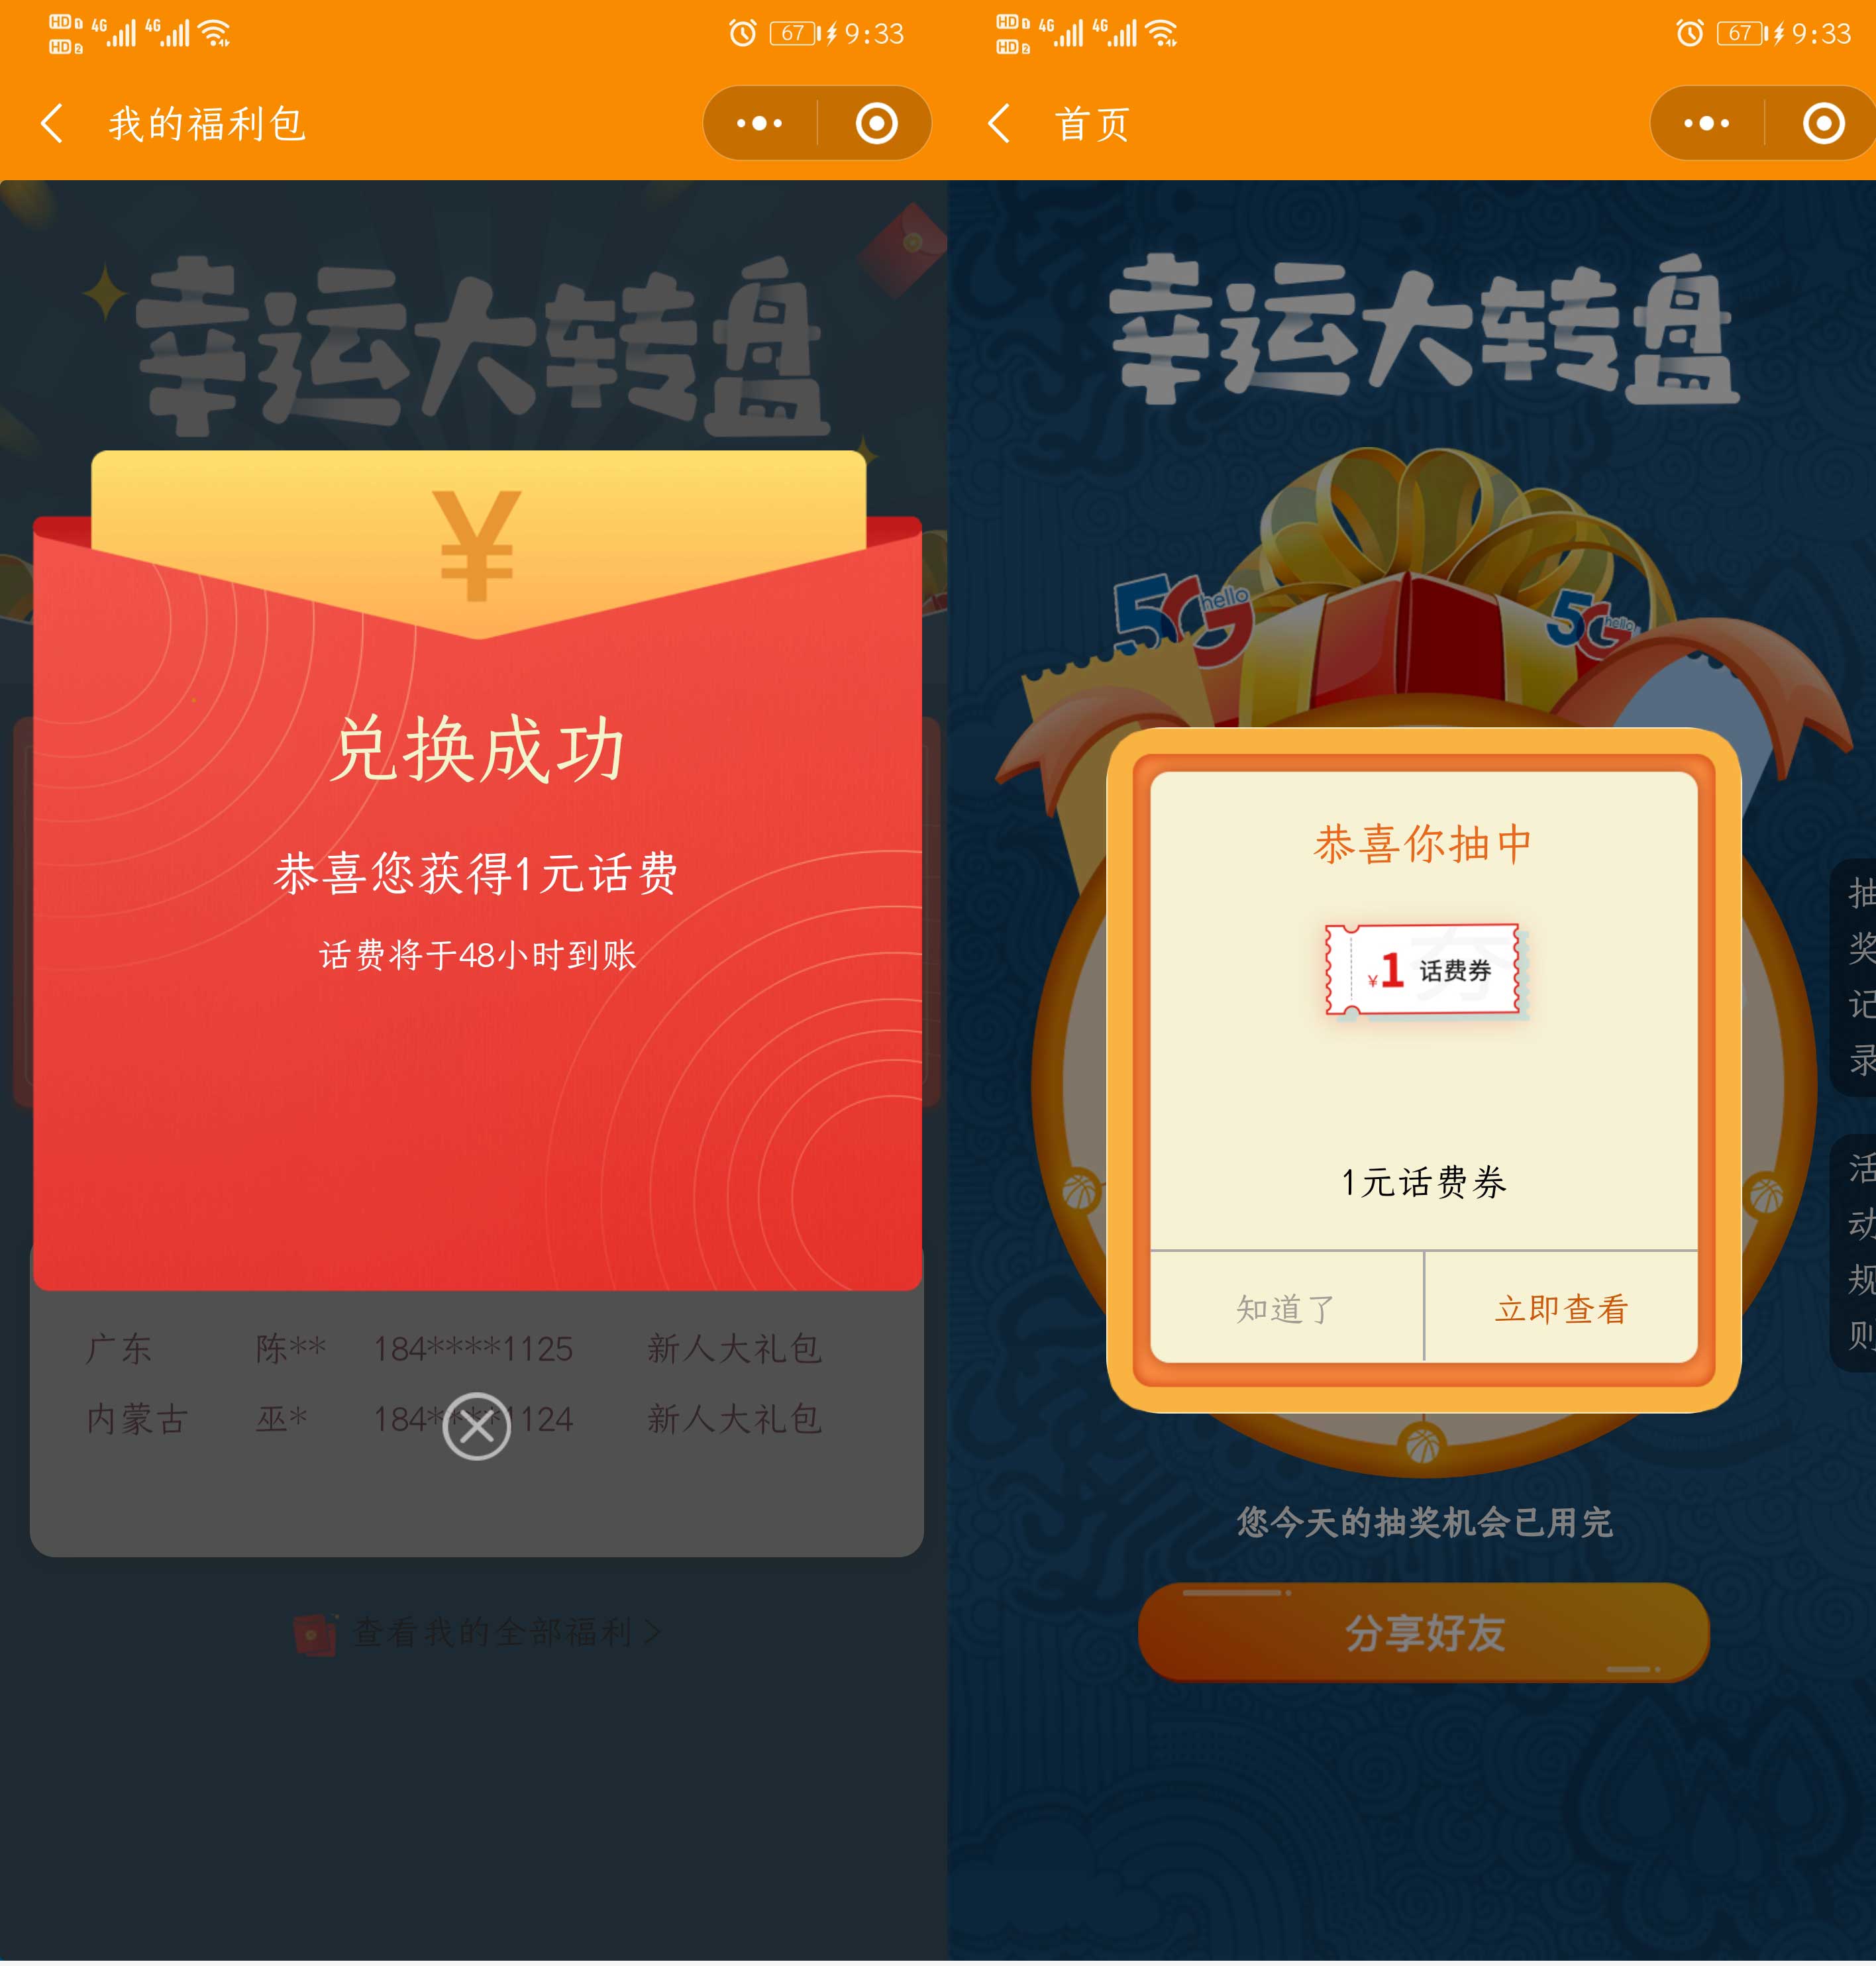 HD 1 4G 4G
HD 2
67 9:33
我的福利包
幸运大转盘
¥
兑换成功
恭喜您获得1元话费
话费将于48小时到账
广东 陈** 184****1125 新人大礼包
内蒙古 巫* 184****1124 新人大礼包
查看我的全部福利
HD 1 4G 4G
HD 2
67 9:33
首页
幸运大转盘
5G hello
5G hello
恭喜你抽中
¥1 话费券
1元话费券
知道了 立即查看
抽奖记录
活动规则
您今天的抽奖机会已用完
分享好友